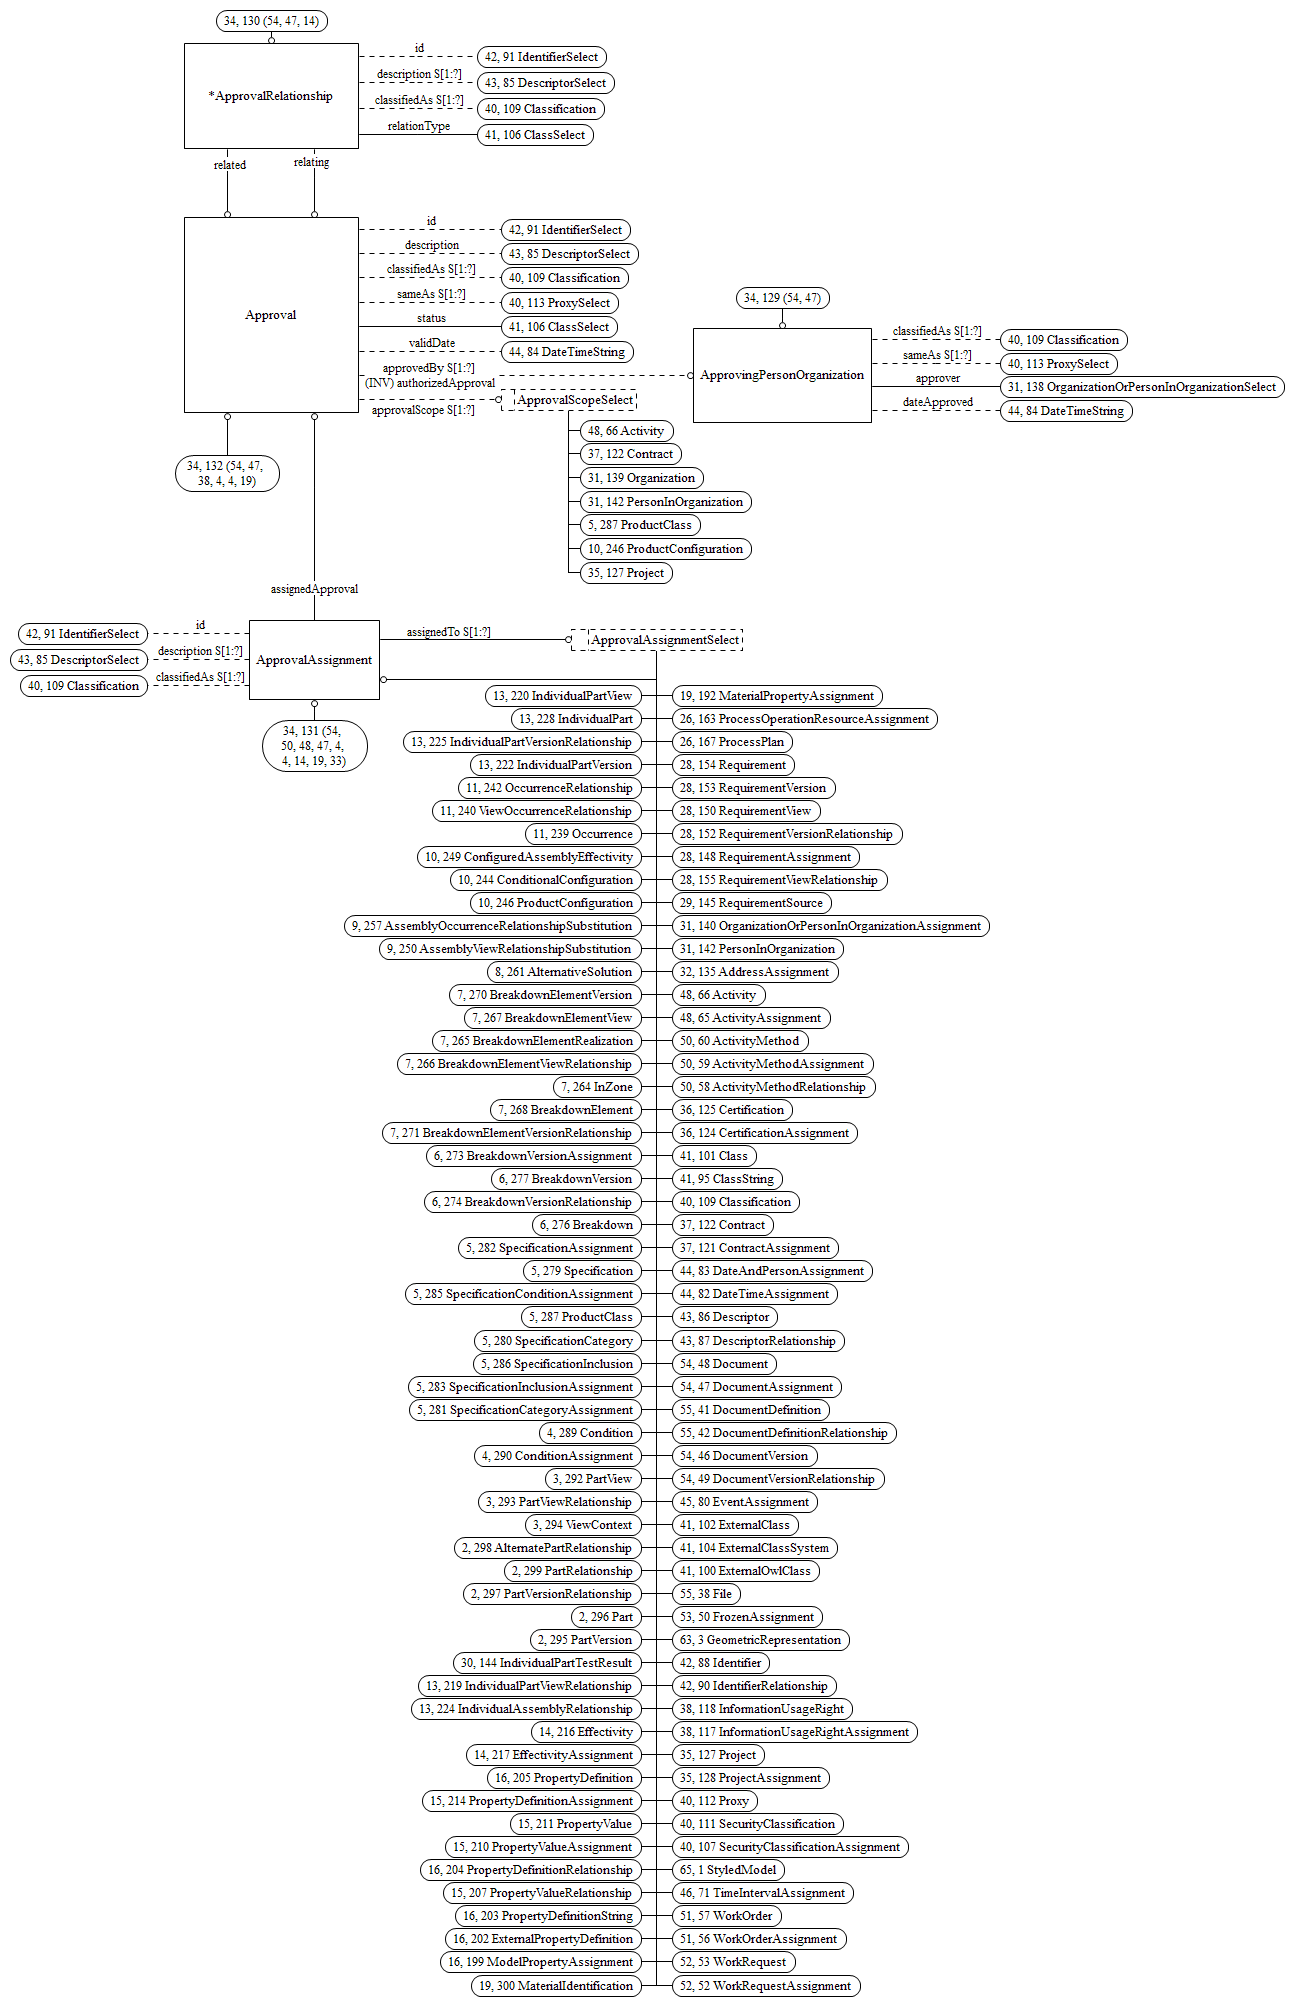 34, 130 (54, 47, 14)
*ApprovalRelationship
id
42, 91 IdentifierSelect
description S[1:?]
43, 85 DescriptorSelect
classifiedAs S[1:?]
40, 109 Classification
relationType
41, 106 ClassSelect
related
relating
Approval
id
42, 91 IdentifierSelect
description
43, 85 DescriptorSelect
classifiedAs S[1:?]
40, 109 Classification
sameAs S[1:?]
40, 113 ProxySelect
status
41, 106 ClassSelect
validDate
44, 84 DateTimeString
approvedBy S[1:?]
(INV) authorizedApproval
approvalScope S[1:?]
ApprovalScopeSelect
34, 129 (54, 47)
ApprovingPersonOrganization
classifiedAs S[1:?]
40, 109 Classification
sameAs S[1:?]
40, 113 ProxySelect
approver
31, 138 OrganizationOrPersonInOrganizationSelect
dateApproved
44, 84 DateTimeString
48, 66 Activity
37, 122 Contract
31, 139 Organization
31, 142 PersonInOrganization
5, 287 ProductClass
10, 246 ProductConfiguration
35, 127 Project
34, 132 (54, 47,
38, 4, 4, 19)
assignedApproval
id
42, 91 IdentifierSelect
description S[1:?]
43, 85 DescriptorSelect
classifiedAs S[1:?]
40, 109 Classification
ApprovalAssignment
assignedTo S[1:?]
ApprovalAssignmentSelect
34, 131 (54,
50, 48, 47, 4,
4, 14, 19, 33)
13, 220 IndividualPartView
13, 228 IndividualPart
13, 225 IndividualPartVersionRelationship
13, 222 IndividualPartVersion
11, 242 OccurrenceRelationship
11, 240 ViewOccurrenceRelationship
11, 239 Occurrence
10, 249 ConfiguredAssemblyEffectivity
10, 244 ConditionalConfiguration
10, 246 ProductConfiguration
9, 257 AssemblyOccurrenceRelationshipSubstitution
9, 250 AssemblyViewRelationshipSubstitution
8, 261 AlternativeSolution
7, 270 BreakdownElementVersion
7, 267 BreakdownElementView
7, 265 BreakdownElementRealization
7, 266 BreakdownElementViewRelationship
7, 264 InZone
7, 268 BreakdownElement
7, 271 BreakdownElementVersionRelationship
6, 273 BreakdownVersionAssignment
6, 277 BreakdownVersion
6, 274 BreakdownVersionRelationship
6, 276 Breakdown
5, 282 SpecificationAssignment
5, 279 Specification
5, 285 SpecificationConditionAssignment
5, 287 ProductClass
5, 280 SpecificationCategory
5, 286 SpecificationInclusion
5, 283 SpecificationInclusionAssignment
5, 281 SpecificationCategoryAssignment
4, 289 Condition
4, 290 ConditionAssignment
3, 292 PartView
3, 293 PartViewRelationship
3, 294 ViewContext
2, 298 AlternatePartRelationship
2, 299 PartRelationship
2, 297 PartVersionRelationship
2, 296 Part
2, 295 PartVersion
30, 144 IndividualPartTestResult
13, 219 IndividualPartViewRelationship
13, 224 IndividualAssemblyRelationship
14, 216 Effectivity
14, 217 EffectivityAssignment
16, 205 PropertyDefinition
15, 214 PropertyDefinitionAssignment
15, 211 PropertyValue
15, 210 PropertyValueAssignment
16, 204 PropertyDefinitionRelationship
15, 207 PropertyValueRelationship
16, 203 PropertyDefinitionString
16, 202 ExternalPropertyDefinition
16, 199 ModelPropertyAssignment
19, 300 MaterialIdentification
19, 192 MaterialPropertyAssignment
26, 163 ProcessOperationResourceAssignment
26, 167 ProcessPlan
28, 154 Requirement
28, 153 RequirementVersion
28, 150 RequirementView
28, 152 RequirementVersionRelationship
28, 148 RequirementAssignment
28, 155 RequirementViewRelationship
29, 145 RequirementSource
31, 140 OrganizationOrPersonInOrganizationAssignment
31, 142 PersonInOrganization
32, 135 AddressAssignment
48, 66 Activity
48, 65 ActivityAssignment
50, 60 ActivityMethod
50, 59 ActivityMethodAssignment
50, 58 ActivityMethodRelationship
36, 125 Certification
36, 124 CertificationAssignment
41, 101 Class
41, 95 ClassString
40, 109 Classification
37, 122 Contract
37, 121 ContractAssignment
44, 83 DateAndPersonAssignment
44, 82 DateTimeAssignment
43, 86 Descriptor
43, 87 DescriptorRelationship
54, 48 Document
54, 47 DocumentAssignment
55, 41 DocumentDefinition
55, 42 DocumentDefinitionRelationship
54, 46 DocumentVersion
54, 49 DocumentVersionRelationship
45, 80 EventAssignment
41, 102 ExternalClass
41, 104 ExternalClassSystem
41, 100 ExternalOwlClass
55, 38 File
53, 50 FrozenAssignment
63, 3 GeometricRepresentation
42, 88 Identifier
42, 90 IdentifierRelationship
38, 118 InformationUsageRight
38, 117 InformationUsageRightAssignment
35, 127 Project
35, 128 ProjectAssignment
40, 112 Proxy
40, 111 SecurityClassification
40, 107 SecurityClassificationAssignment
65, 1 StyledModel
46, 71 TimeIntervalAssignment
51, 57 WorkOrder
51, 56 WorkOrderAssignment
52, 53 WorkRequest
52, 52 WorkRequestAssignment